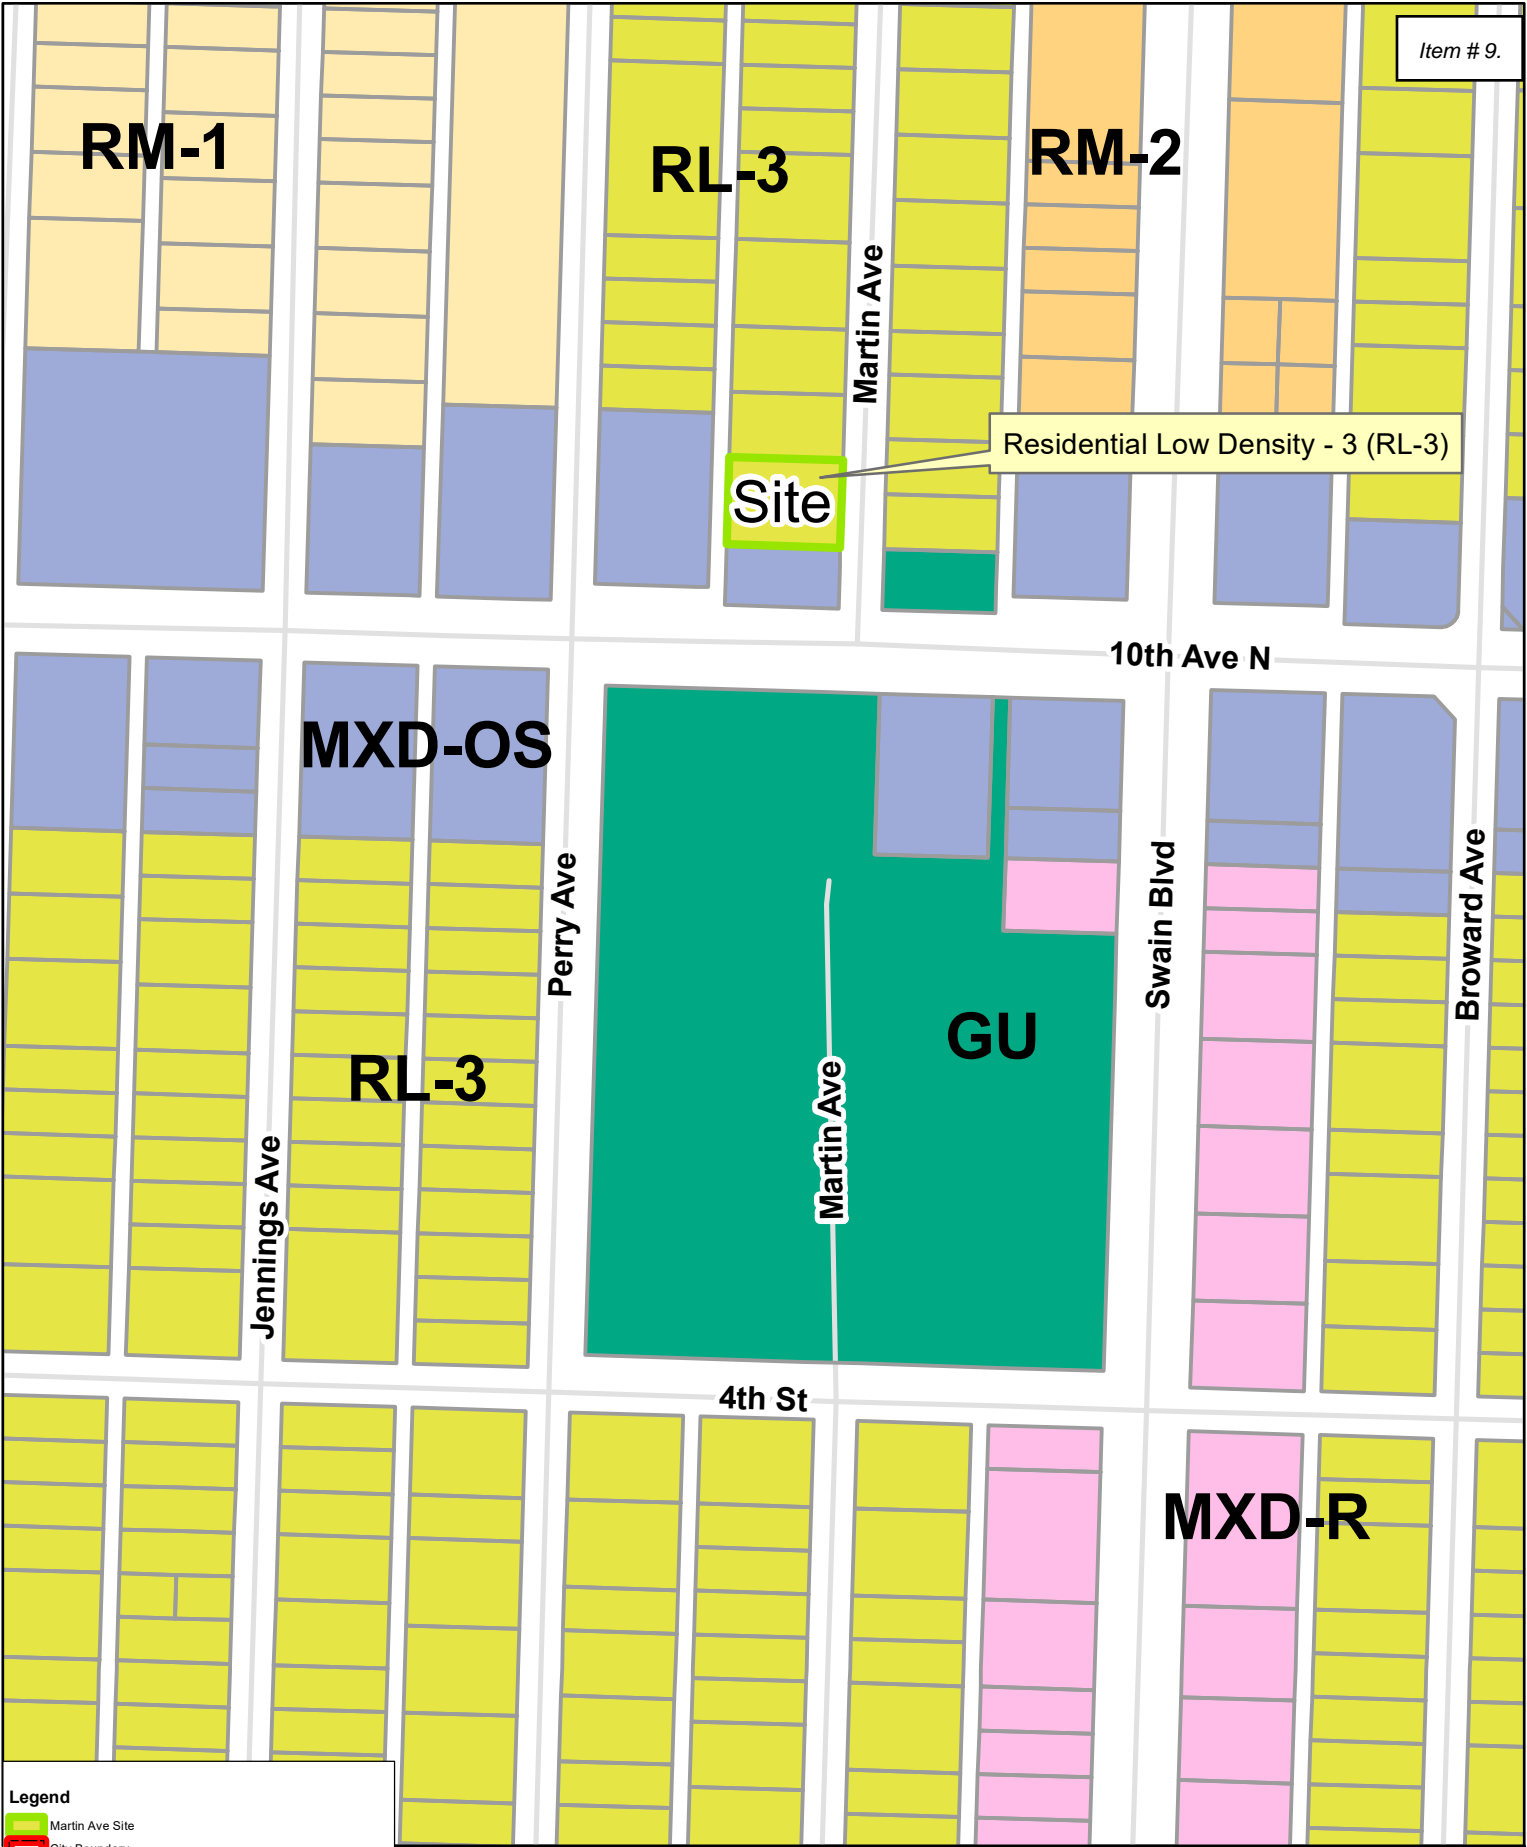 Item # 9.
RM-1
RL-3
RM-2
Martin Ave
Residential Low Density - 3 (RL-3)
Site
10th Ave N
MXD-OS
Perry Ave
Swain Blvd
Broward Ave
GU
RL-3
Martin Ave
Jennings Ave
4th St
MXD-R
Legend
Martin Ave Site
City Boundary